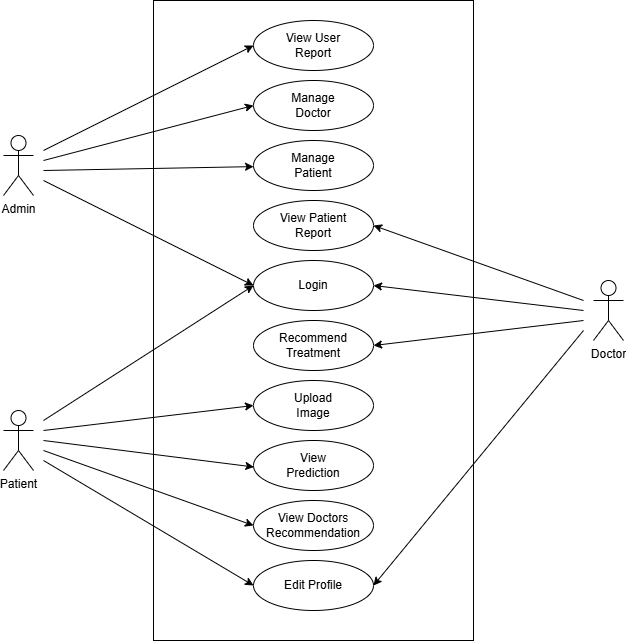 View User
Report
Manage
Doctor
Manage
Patient
Admin
View Patient
Report
Login
Recommend
Treatment
Doctor
Upload
Image
View
Prediction
Patient
View Doctors
Recommendation
Edit Profile